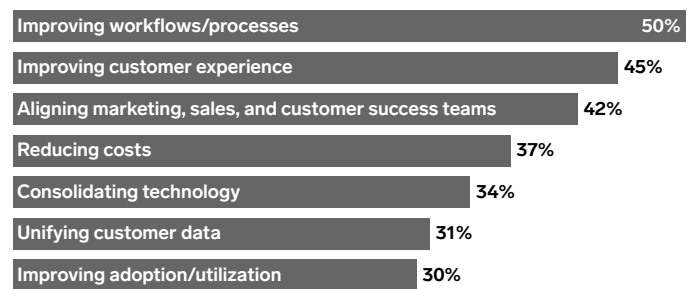 Improving workflows/processes 50%
Improving customer experience 45%
Aligning marketing, sales, and customer success teams 42%
Reducing costs 37%
Consolidating technology 34%
Unifying customer data 31%
Improving adoption/utilization 30%